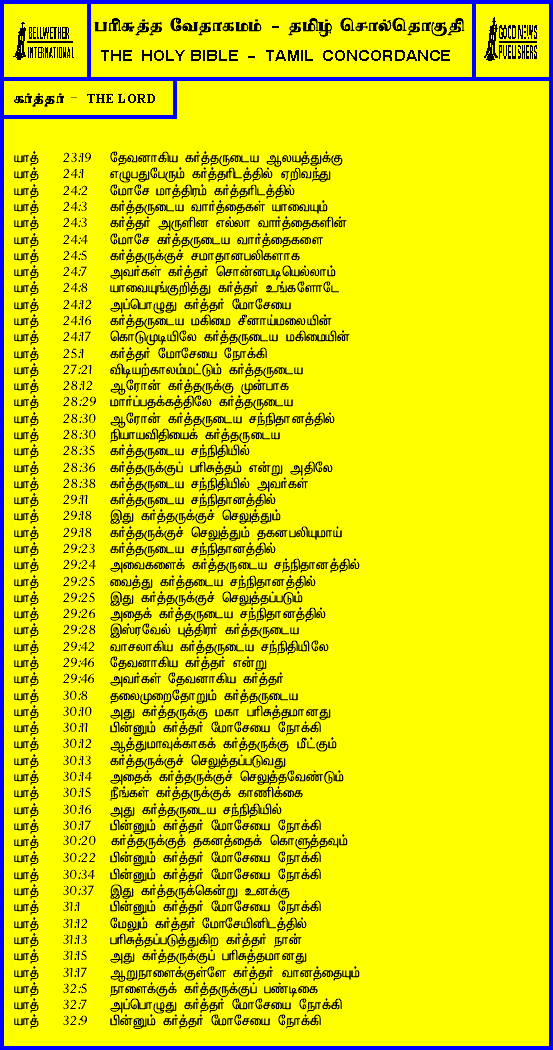 BELLWETHER INTERNATIONAL
பரிசுத்த வேதாகமம் - தமிழ் சொல்தொகுதி
THE HOLY BIBLE - TAMIL CONCORDANCE
GOOD NEWS PUBLISHERS
கர்த்தர் - THE LORD
யாத் 23:19 தேவனாகிய கர்த்தருடைய ஆலயத்துக்கு
யாத் 24:1 எழுபதுபேரும் கர்த்தரிடத்தில் ஏறிவந்து
யாத் 24:2 மோசே மாத்திரம் கர்த்தரிடத்தில்
யாத் 24:3 கர்த்தருடைய வார்த்தைகள் யாவையும்
யாத் 24:3 கர்த்தர் அருளின எல்லா வார்த்தைகளின்
யாத் 24:4 மோசே கர்த்தருடைய வார்த்தைகளை
யாத் 24:5 கர்த்தருக்குச் சமாதானபலிகளாக
யாத் 24:7 அவர்கள் கர்த்தர் சொன்னபடியெல்லாம்
யாத் 24:8 யாவையுங்குறித்து கர்த்தர் உங்களோடே
யாத் 24:12 அப்பொழுது கர்த்தர் மோசேயை
யாத் 24:16 கர்த்தருடைய மகிமை சீனாய்மலையின்
யாத் 24:17 கொடுமுடியிலே கர்த்தருடைய மகிமையின்
யாத் 25:1 கர்த்தர் மோசேயை நோக்கி
யாத் 27:21 விடியற்காலம்மட்டும் கர்த்தருடைய
யாத் 28:12 ஆரோன் கர்த்தருக்கு முன்பாக
யாத் 28:29 மார்ப்பதக்கத்திலே கர்த்தருடைய
யாத் 28:30 ஆரோன் கர்த்தருடைய சந்நிதானத்தில்
யாத் 28:30 நியாயவிதியைக் கர்த்தருடைய
யாத் 28:35 கர்த்தருடைய சந்நிதியில்
யாத் 28:36 கர்த்தருக்குப் பரிசுத்தம் என்று அதிலே
யாத் 28:38 கர்த்தருடைய சந்நிதியில் அவர்கள்
யாத் 29:11 கர்த்தருடைய சந்நிதானத்தில்
யாத் 29:18 இது கர்த்தருக்குச் செலுத்தும்
யாத் 29:18 கர்த்தருக்குச் செலுத்தும் தகனபலியுமாய்
யாத் 29:23 கர்த்தருடைய சந்நிதானத்தில்
யாத் 29:24 அவைகளைக் கர்த்தருடைய சந்நிதானத்தில்
யாத் 29:25 வைத்து கர்த்தடைய சந்நிதானத்தில்
யாத் 29:25 இது கர்த்தருக்குச் செலுத்தப்படும்
யாத் 29:26 அதைக் கர்த்தருடைய சந்நிதானத்தில்
யாத் 29:28 இஸ்ரவேல் புத்திரர் கர்த்தருடைய
யாத் 29:42 வாசலாகிய கர்த்தருடைய சந்நிதியிலே
யாத் 29:46 தேவனாகிய கர்த்தர் என்று
யாத் 29:46 அவர்கள் தேவனாகிய கர்த்தர்
யாத் 30:8 தலைமுறைதோறும் கர்த்தருடைய
யாத் 30:10 அது கர்த்தருக்கு மகா பரிசுத்தமானது
யாத் 30:11 பின்னும் கர்த்தர் மோசேயை நோக்கி
யாத் 30:12 ஆத்துமாவுக்காகக் கர்த்தருக்கு மீட்கும்
யாத் 30:13 கர்த்தருக்குச் செலுத்தப்படுவது
யாத் 30:14 அதைக் கர்த்தருக்குச் செலுத்தவேண்டும்
யாத் 30:15 நீங்கள் கர்த்தருக்குக் காணிக்கை
யாத் 30:16 அது கர்த்தருடைய சந்நிதியில்
யாத் 30:17 பின்னும் கர்த்தர் மோசேயை நோக்கி
யாத் 30:20 கர்த்தருக்குத் தகனத்தைக் கொளுத்தவும்
யாத் 30:22 பின்னும் கர்த்தர் மோசேயை நோக்கி
யாத் 30:34 பின்னும் கர்த்தர் மோசேயை நோக்கி
யாத் 30:37 இது கர்த்தருக்கென்று உனக்கு
யாத் 31:1 பின்னும் கர்த்தர் மோசேயை நோக்கி
யாத் 31:12 மேலும் கர்த்தர் மோசேயினிடத்தில்
யாத் 31:13 பரிசுத்தப்படுத்துகிற கர்த்தர் நான்
யாத் 31:15 அது கர்த்தருக்குப் பரிசுத்தமானது
யாத் 31:17 ஆறுநாளைக்குள்ளே கர்த்தர் வானத்தையும்
யாத் 32:5 நாளைக்குக் கர்த்தருக்குப் பண்டிகை
யாத் 32:7 அப்பொழுது கர்த்தர் மோசேயை நோக்கி
யாத் 32:9 பின்னும் கர்த்தர் மோசேயை நோக்கி